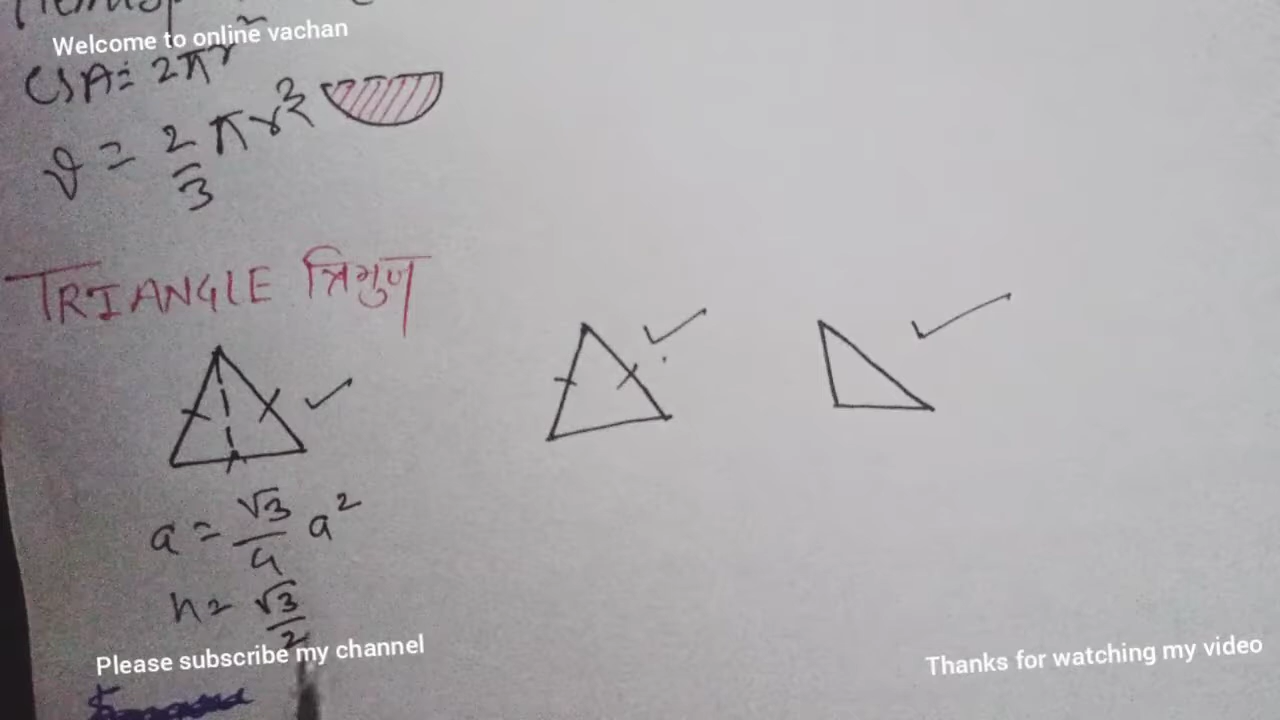 Welcome to online vachan
CSA = 2πr²
v = 2/3 πr³
TRIANGLE त्रिभुज
a = √3/4 a²
h = √3/2
Please subscribe my channel
Thanks for watching my video